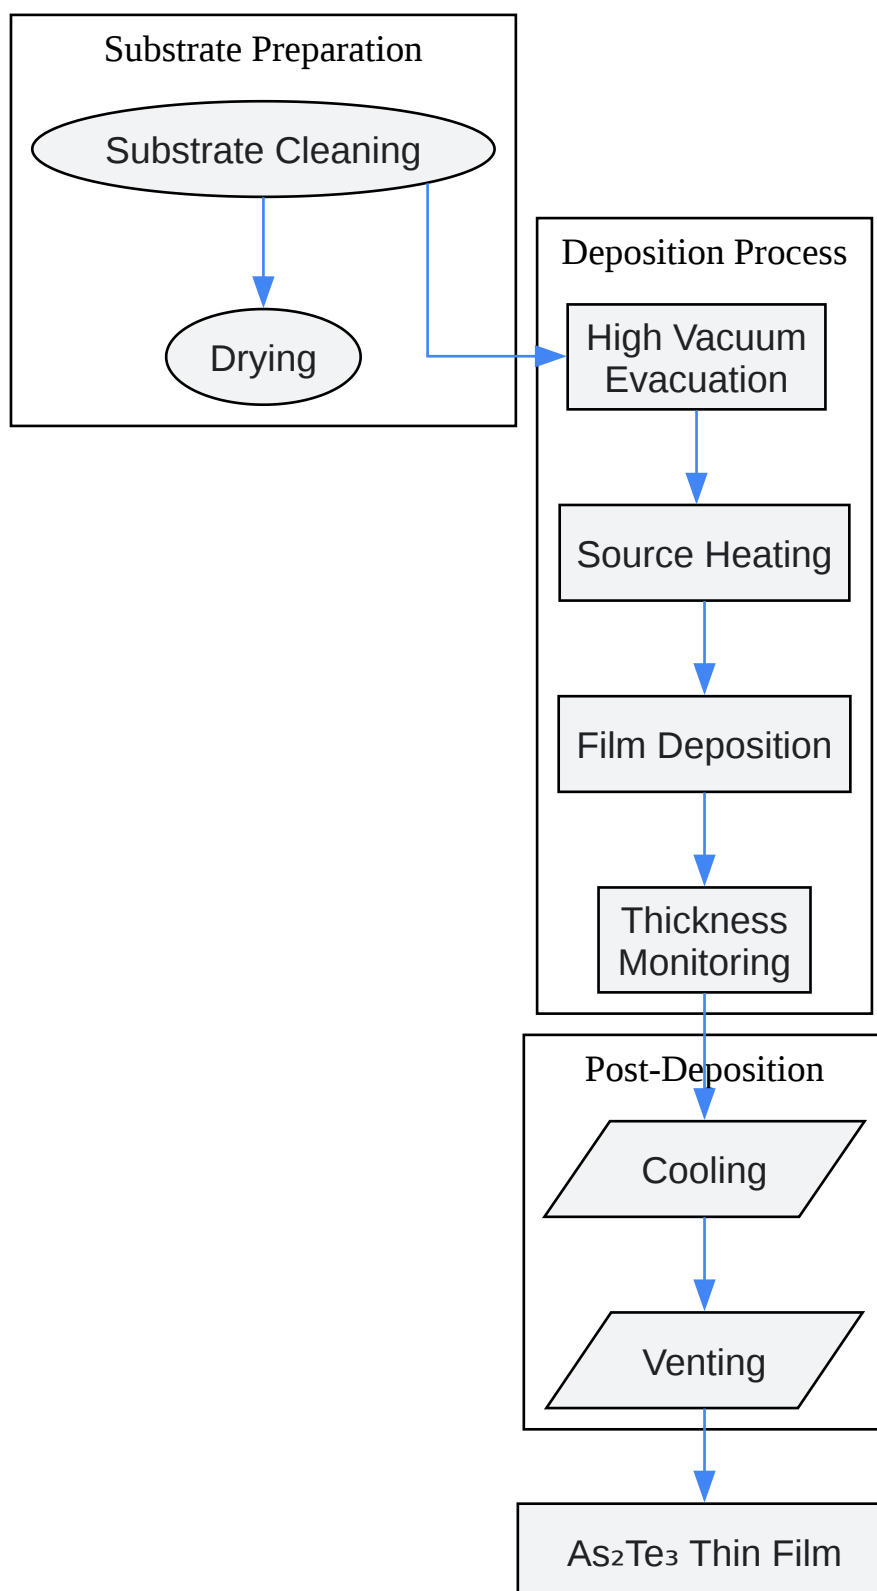 Substrate Preparation
Substrate Cleaning
Drying
Deposition Process
High Vacuum
Evacuation
Source Heating
Film Deposition
Thickness
Monitoring
Post-Deposition
Cooling
Venting
As₂Te₃ Thin Film